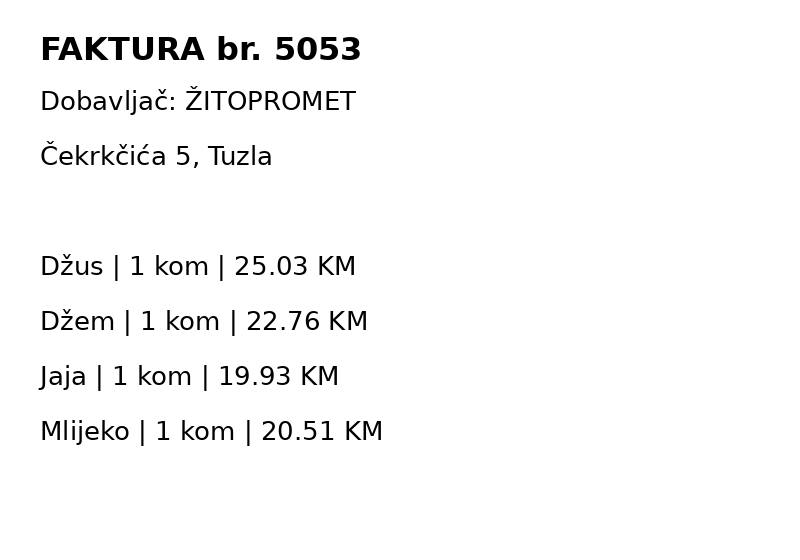 FAKTURA br. 5053
Dobavljač: ŽITOPROMET
Čekrkčića 5, Tuzla
Džus | 1 kom | 25.03 KM
Džem | 1 kom | 22.76 KM
Jaja | 1 kom | 19.93 KM
Mlijeko | 1 kom | 20.51 KM